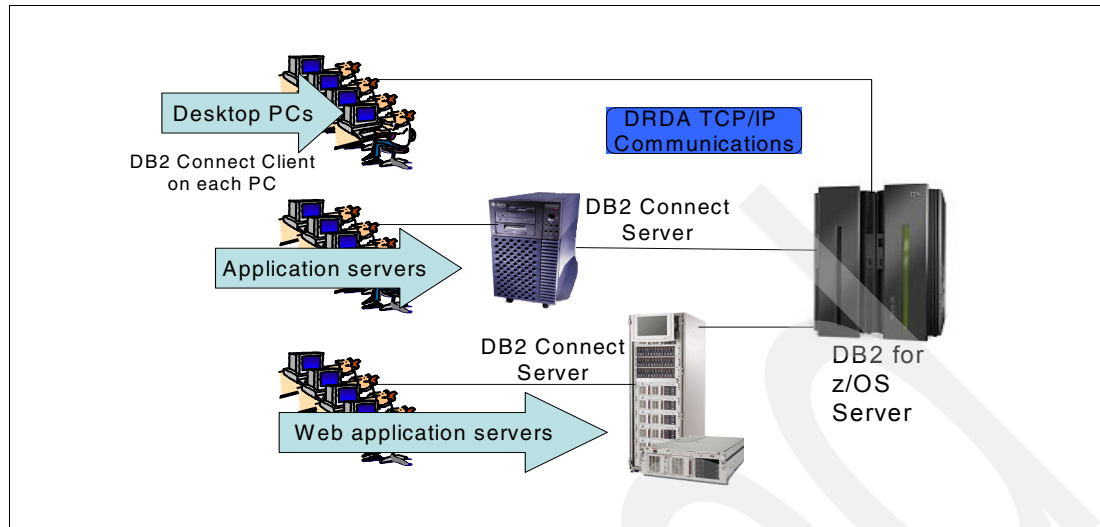 Desktop PCs
DB2 Connect Client
on each PC
DRDA TCP/IP
Communications
DB2 Connect
Server
Application servers
DB2 Connect
Server
DB2 for
z/OS
Server
Web application servers